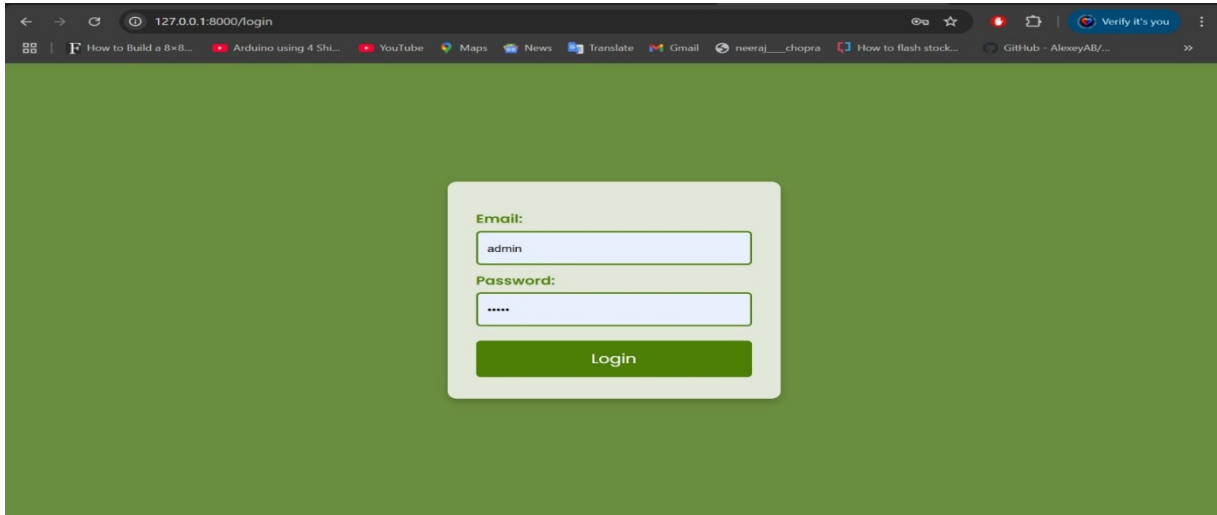 127.0.0.1:8000/login Verify it's you
How to Build a 8×8... Arduino using 4 Shi... YouTube Maps News Translate Gmail neeraj___chopra How to flash stock... GitHub - AlexeyAB/...
Email:
admin
Password:
•••••
Login